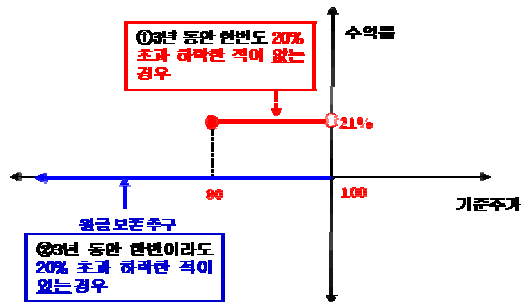 ①3년 동안 한번도 20%
초과 하락한 적이 없는
경우
수익률
21%
80
100
기준주가
원금 보존 추구
②3년 동안 한번이라도
20% 초과 하락한 적이
있는 경우